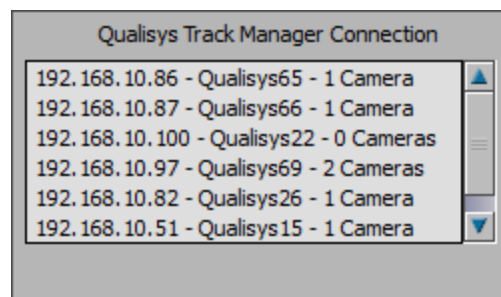 Qualisys Track Manager Connection
192.168.10.86 - Qualisys65 - 1 Camera
192.168.10.87 - Qualisys66 - 1 Camera
192.168.10.100 - Qualisys22 - 0 Cameras
192.168.10.97 - Qualisys69 - 2 Cameras
192.168.10.82 - Qualisys26 - 1 Camera
192.168.10.51 - Qualisys15 - 1 Camera